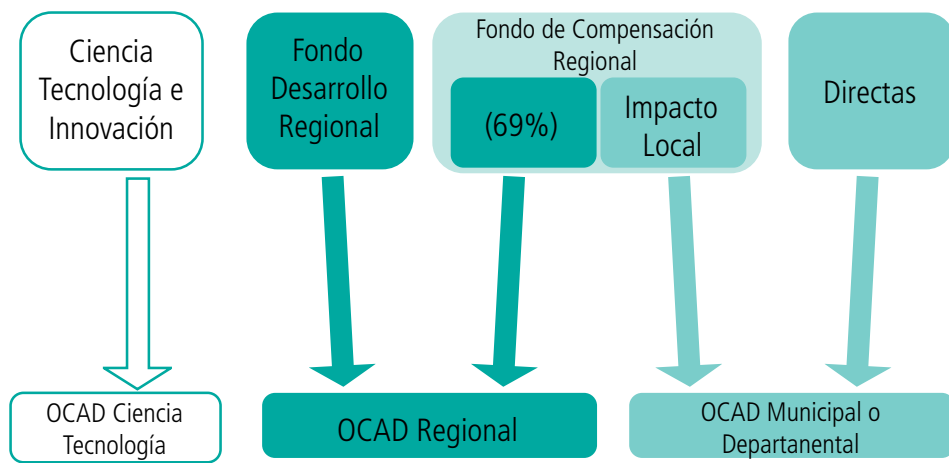 Ciencia
Tecnología e
Innovación
Fondo
Desarrollo
Regional
Fondo de Compensación
Regional
(69%)
Impacto
Local
Directas
OCAD Ciencia
Tecnología
OCAD Regional
OCAD Municipal o
Departanental